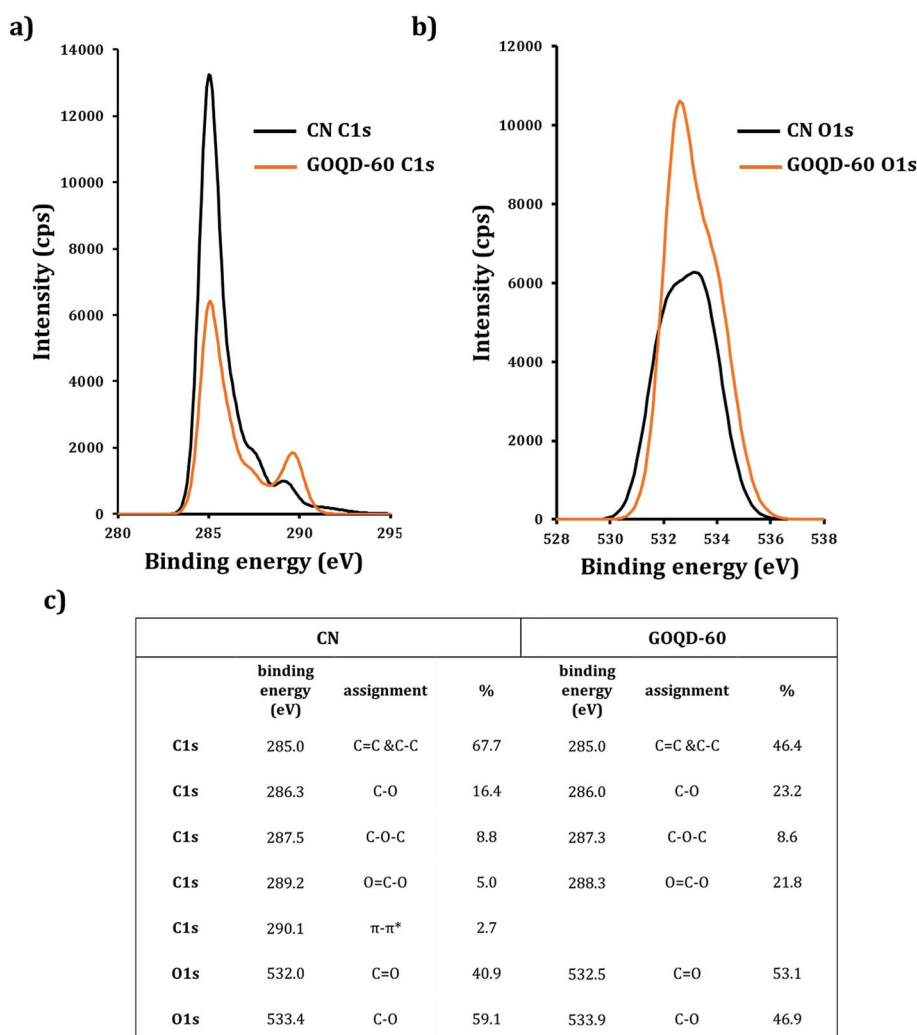 a)
14000
12000
10000
8000
6000
4000
2000
0
280
285
290
295
Intensity (cps)
Binding energy (eV)
CN C1s
GOQD-60 C1s
b)
12000
10000
8000
6000
4000
2000
0
528
530
532
534
536
538
Intensity (cps)
Binding energy (eV)
CN O1s
GOQD-60 O1s
c)
CN GOQD-60
binding energy (eV) assignment % binding energy (eV) assignment %
C1s 285.0 C=C &C-C 67.7 285.0 C=C &C-C 46.4
C1s 286.3 C-O 16.4 286.0 C-O 23.2
C1s 287.5 C-O-C 8.8 287.3 C-O-C 8.6
C1s 289.2 O=C-O 5.0 288.3 O=C-O 21.8
C1s 290.1 π-π* 2.7
O1s 532.0 C=O 40.9 532.5 C=O 53.1
O1s 533.4 C-O 59.1 533.9 C-O 46.9